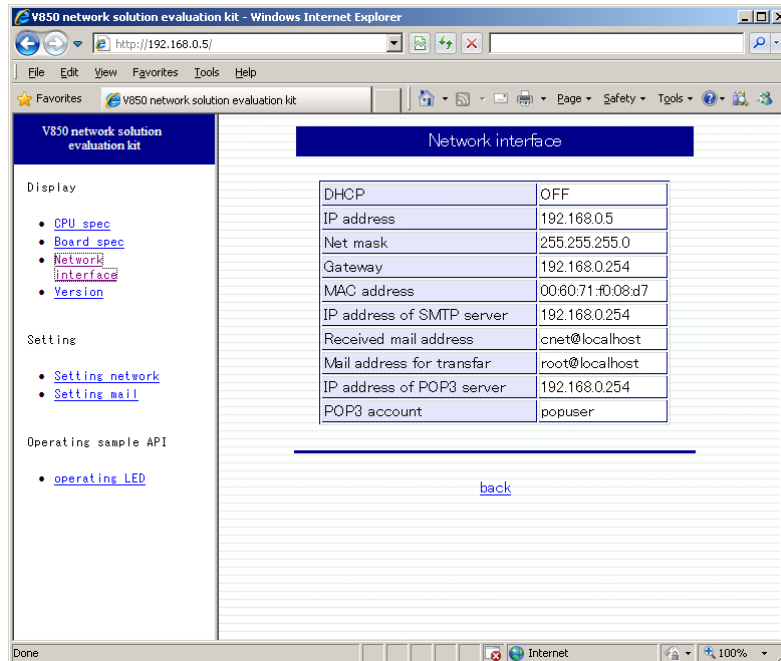 V850 network solution evaluation kit - Windows Internet Explorer
http://192.168.0.5/
File Edit View Favorites Tools Help
Favorites V850 network solution evaluation kit Page Safety Tools
V850 network solution
evaluation kit
Display
CPU spec
Board spec
Network
interface
Version
Setting
Setting network
Setting mail
Operating sample API
operating LED
Network interface
DHCP OFF
IP address 192.168.0.5
Net mask 255.255.255.0
Gateway 192.168.0.254
MAC address 00:60:71:f0:08:d7
IP address of SMTP server 192.168.0.254
Received mail address cnet@localhost
Mail address for transfar root@localhost
IP address of POP3 server 192.168.0.254
POP3 account popuser
back
Done Internet 100%